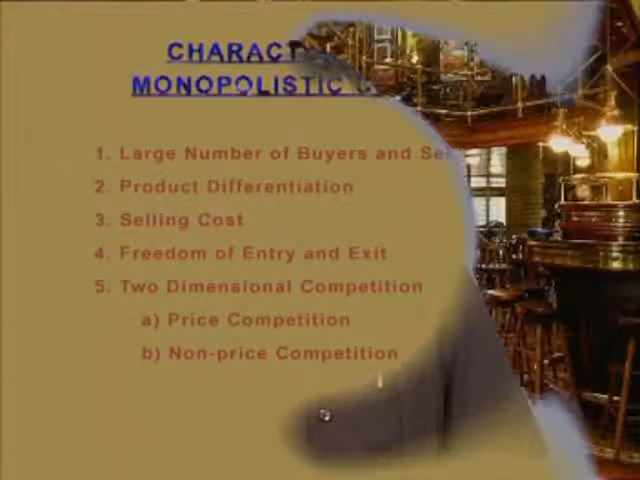 CHARACT
MONOPOLISTIC
1. Large Number of Buyers and Sel
2. Product Differentiation
3. Selling Cost
4. Freedom of Entry and Exit
5. Two Dimensional Competition
a) Price Competition
b) Non-price Competition